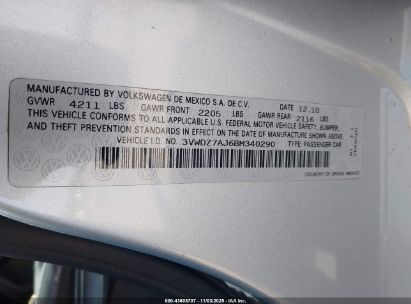 MANUFACTURED BY VOLKSWAGEN DE MEXICO S.A. DE C.V. DATE 12.10
GVWR 4211 LBS GAWR FRONT 2205 LBS GAWR REAR 2116 LBS
THIS VEHICLE CONFORMS TO ALL APPLICABLE U.S. FEDERAL MOTOR VEHICLE SAFETY, BUMPER,
AND THEFT PREVENTION STANDARDS IN EFFECT ON THE DATE OF MANUFACTURE SHOWN ABOVE.
VEHICLE I.D. NO. 3VWDZ7AJ6BM340290 TYPE: PASSENGER CAR
COUNTRY OF ORIGIN: MEXICO